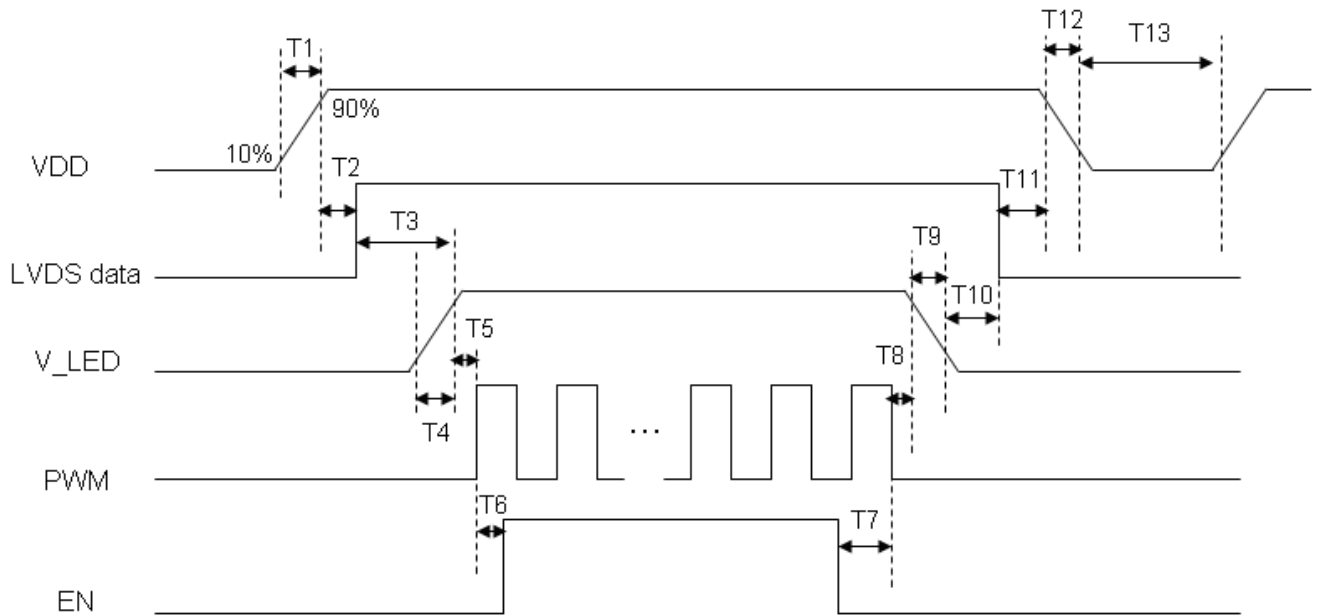 T1
T12
T13
90%
10%
VDD
T2
T11
T3
T9
LVDS data
T10
T5
V_LED
T8
T4
...
PWM
T6
T7
EN